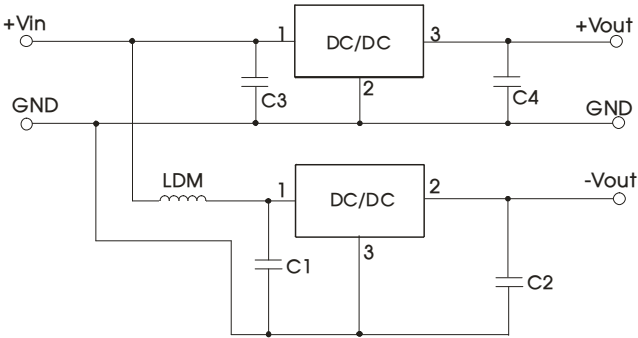 +Vin
1
DC/DC
3
+Vout
C3
2
C4
GND
GND
LDM
1
DC/DC
2
-Vout
C1
3
C2